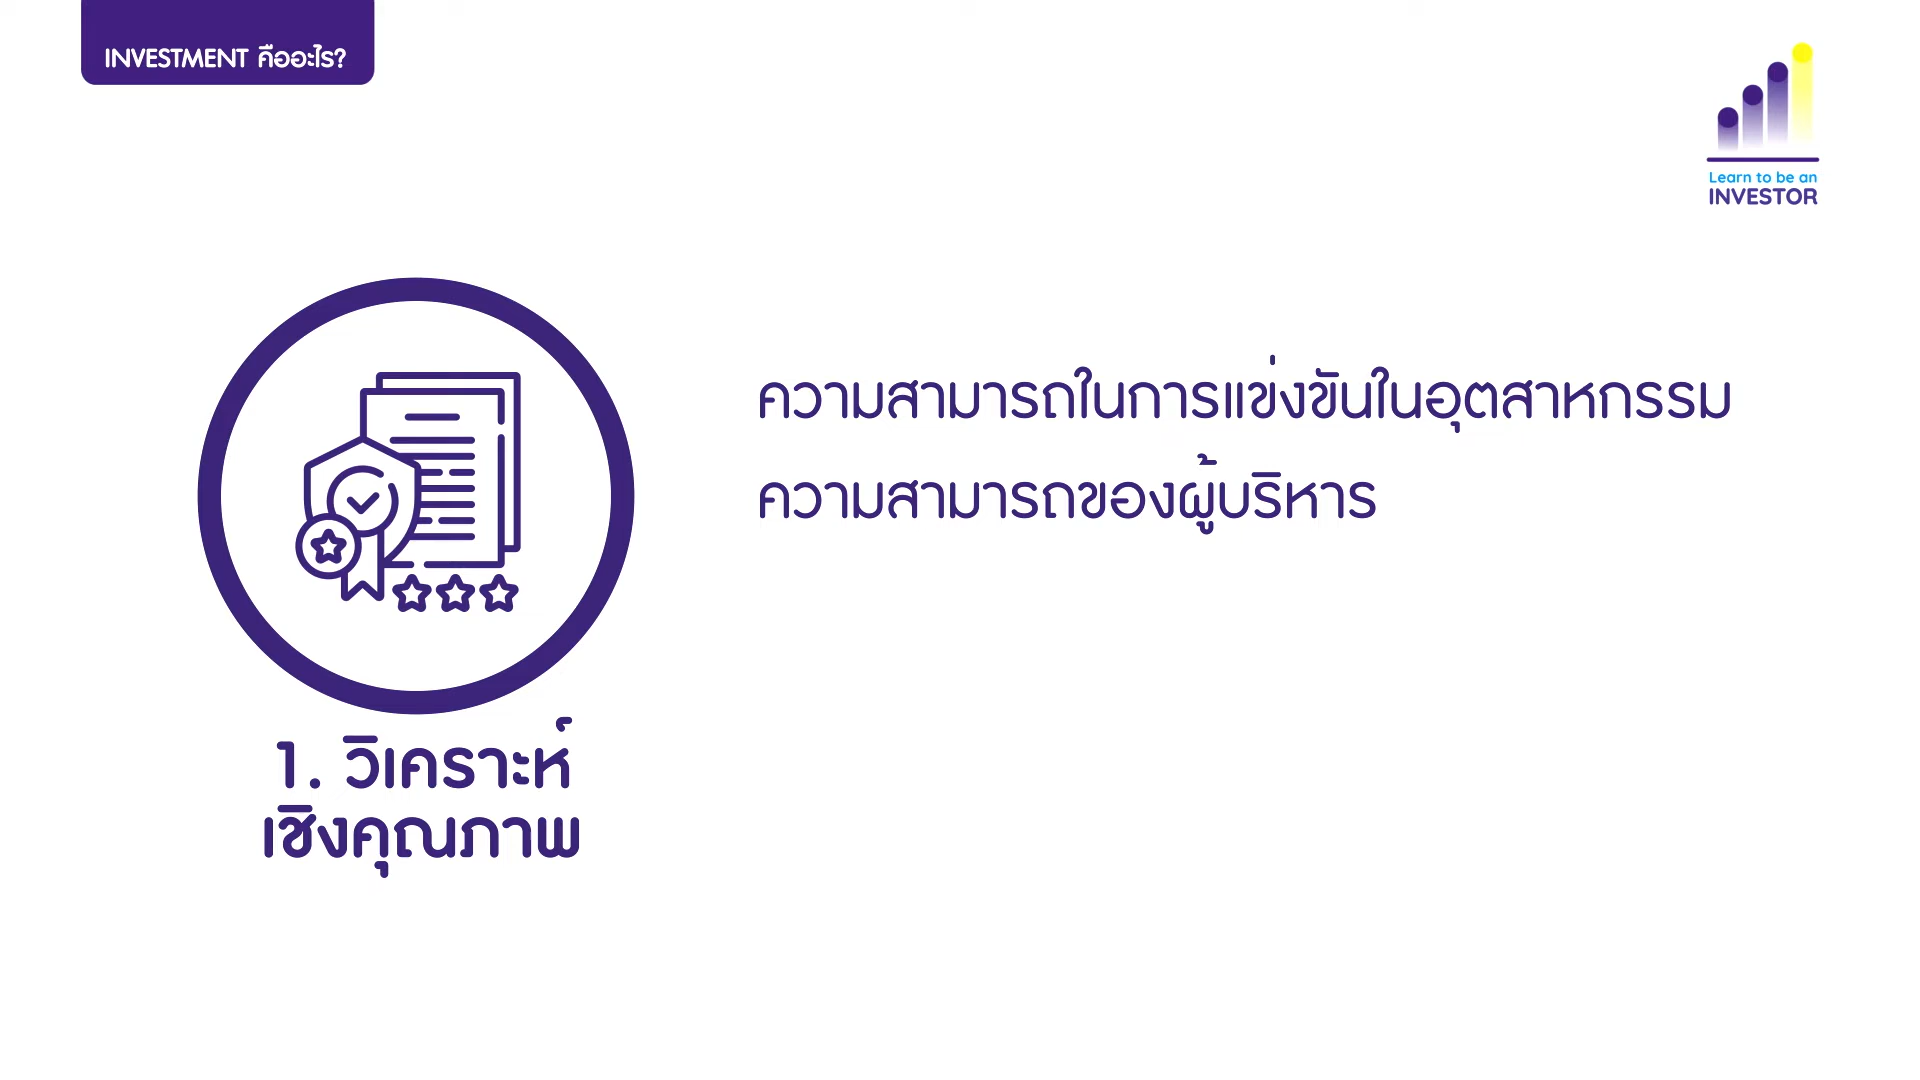 INVESTMENT คืออะไร?
Learn to be an
INVESTOR
ความสามารถในการแข่งขันในอุตสาหกรรม
ความสามารถของผู้บริหาร
1. วิเคราะห์
เชิงคุณภาพ